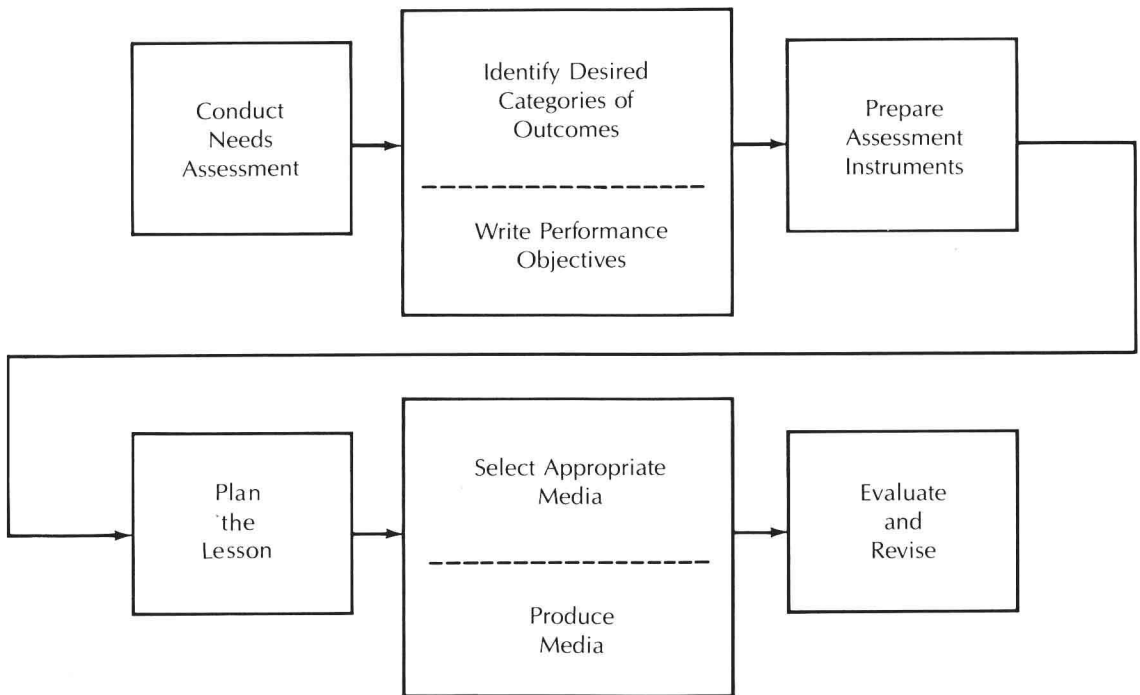 Conduct
Needs
Assessment
Identify Desired
Categories of
Outcomes
Write Performance
Objectives
Prepare
Assessment
Instruments
Plan
the
Lesson
Select Appropriate
Media
Produce
Media
Evaluate
and
Revise